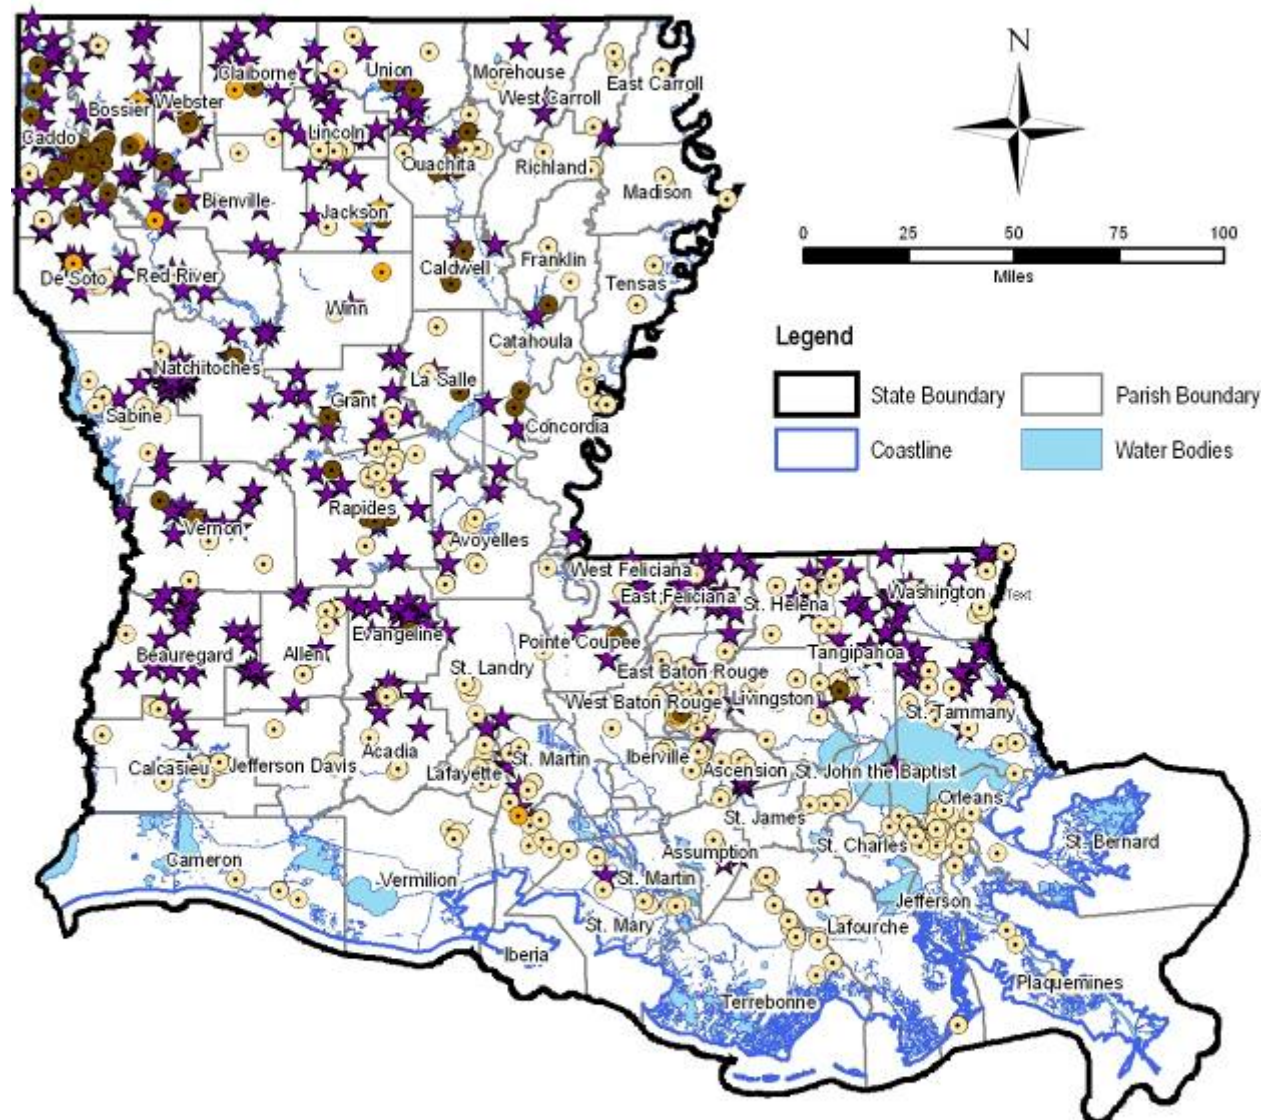 N
0 25 50 75 100
Miles
Legend
State Boundary
Parish Boundary
Coastline
Water Bodies
Claiborne
Union
Morehouse
West Carroll
East Carroll
Bossier
Webster
Caddo
Lincoln
Ouachita
Richland
Madison
Bienville
Jackson
De Soto
Red River
Caldwell
Franklin
Tensas
Winn
Natchitoches
Catahoula
La Salle
Sabine
Grant
Concordia
Rapides
Vernon
Avoyelles
West Feliciana
East Feliciana
St. Helena
Washington
Text
Beauregard
Allen
Evangeline
Pointe Coupee
Tangipahoa
St. Landry
East Baton Rouge
West Baton Rouge
Livingston
St. Tammany
Calcasieu
Jefferson Davis
Acadia
Lafayette
St. Martin
Iberville
Ascension
St. John the Baptist
Orleans
St. James
St. Charles
St. Bernard
Cameron
Vermilion
Assumption
St. Martin
Jefferson
St. Mary
Lafourche
Iberia
Terrebonne
Plaquemines